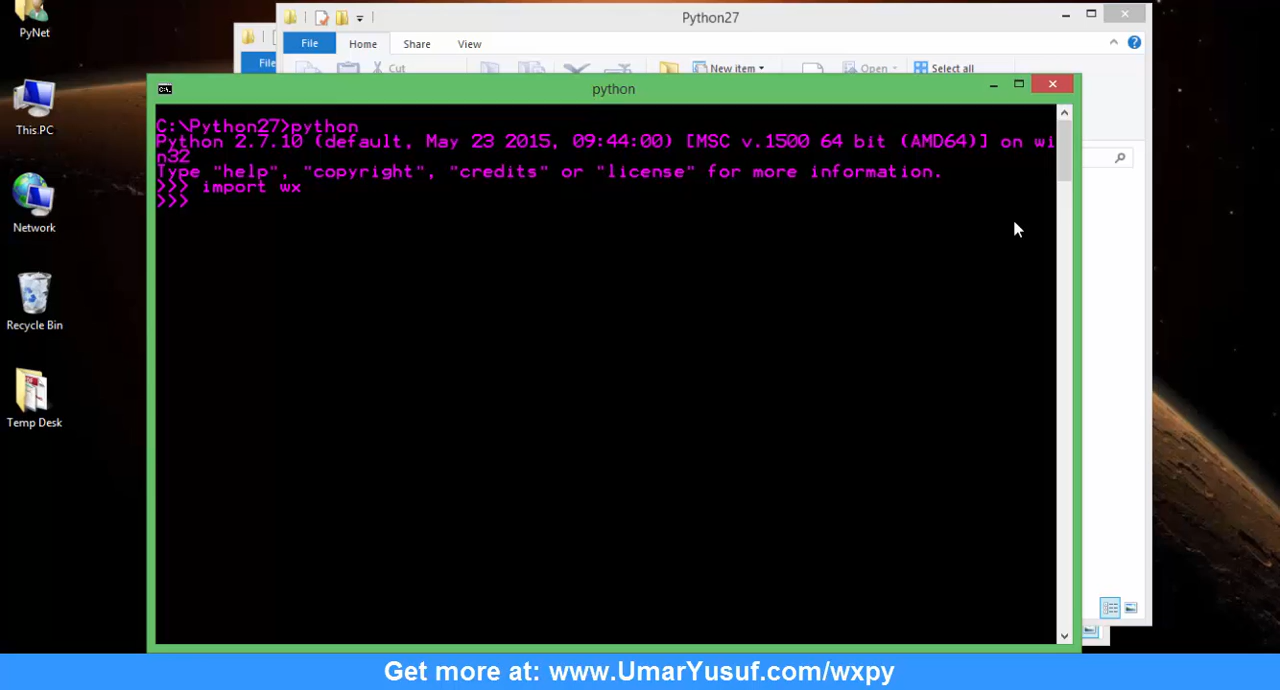 PyNet
This PC
Network
Recycle Bin
Temp Desk
Python27
File
Home
Share
View
File
Cut
New item
Open
Select all
python
C:\Python27>python
Python 2.7.10 (default, May 23 2015, 09:44:00) [MSC v.1500 64 bit (AMD64)] on wi
n32
Type "help", "copyright", "credits" or "license" for more information.
>>> import wx
>>>
Get more at: www.UmarYusuf.com/wxpy